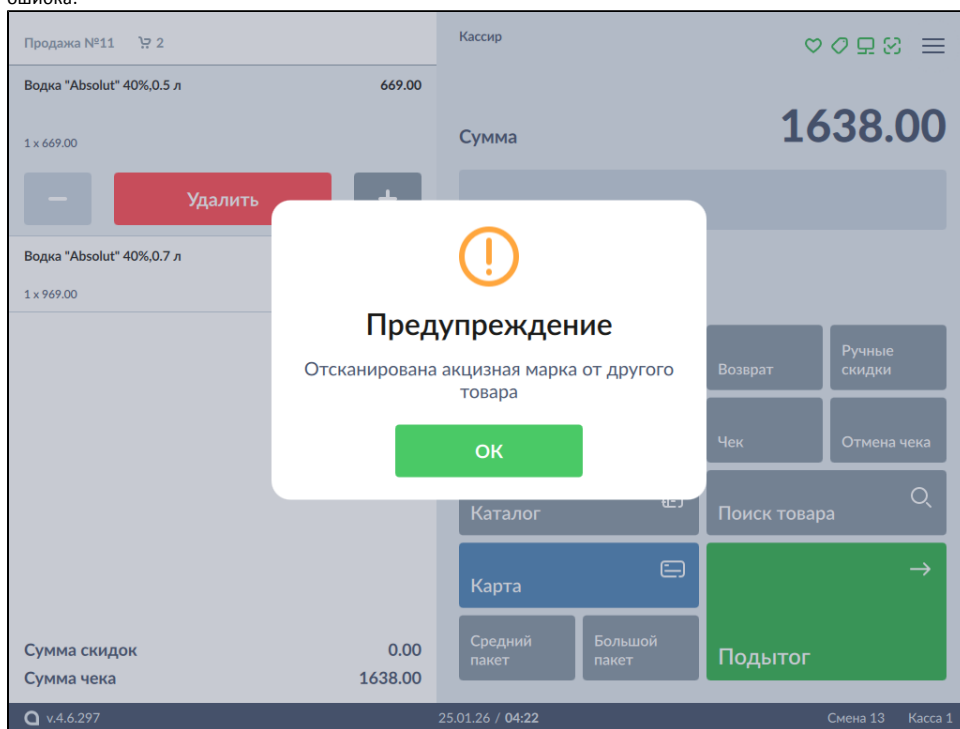 Продажа №11 2
Кассир
Водка "Absolut" 40%,0.5 л 669.00
1 x 669.00
Сумма 1638.00
Удалить
Водка "Absolut" 40%,0.7 л
1 x 969.00
Предупреждение
Отсканирована акцизная марка от другого
товара
ОК
Возврат
Ручные
скидки
Чек
Отмена чека
Каталог
Поиск товара
Карта
Средний
пакет
Большой
пакет
Подытог
Сумма скидок 0.00
Сумма чека 1638.00
v.4.6.297
25.01.26 / 04:22
Смена 13 Касса 1